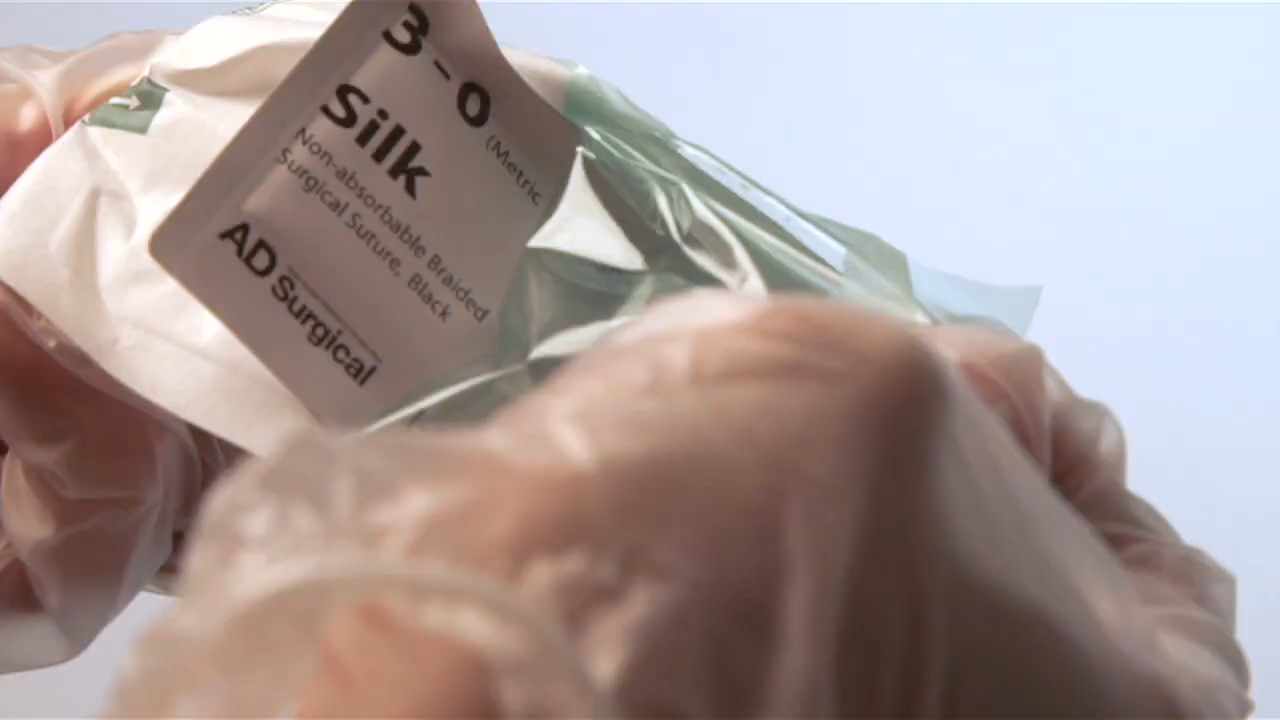 3-0
(Metric
Silk
Non-absorbable Braided
Surgical Suture, Black
AD Surgical